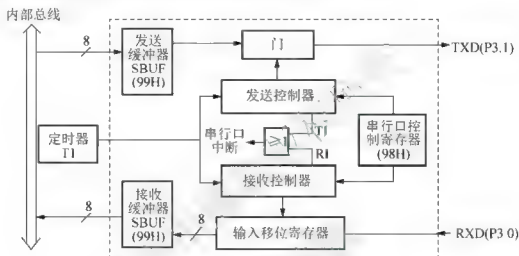 内部总线
8
发送
缓冲器
SBUF
(99H)
门
TXD(P3.1)
发送控制器
定时器
T1
串行口
中断
≥1
TI
RI
串行口控
制寄存器
(98H)
接收控制器
8
接收
缓冲器
SBUF
(99H)
8
输入移位寄存器
RXD(P3 0)